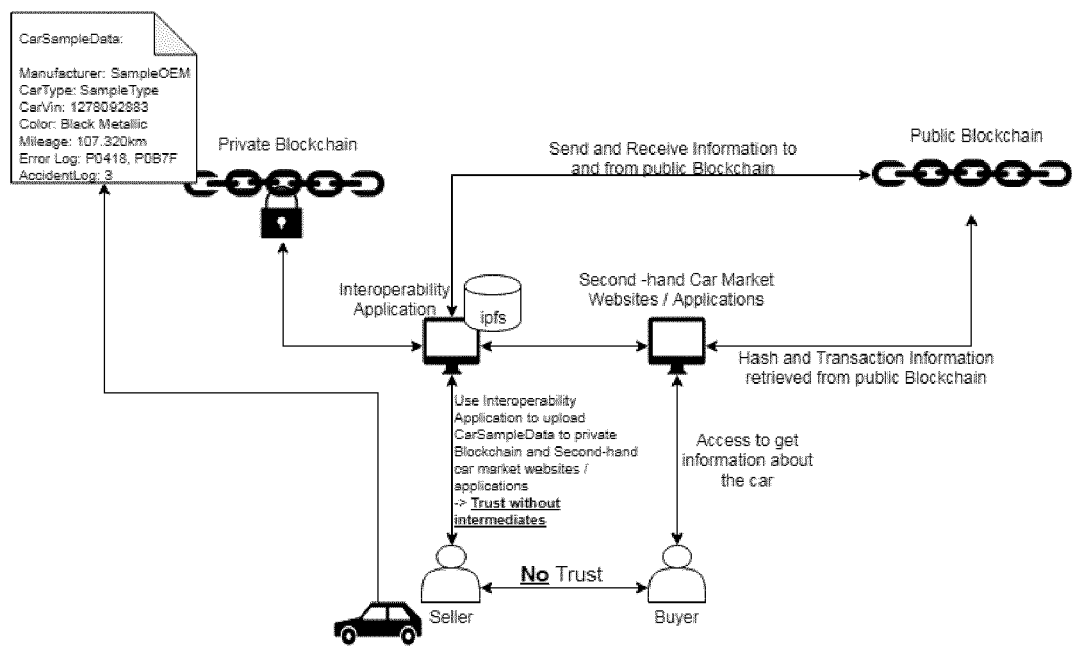 CarSampleData:
Manufacturer: SampleOEM
CarType: SampleType
CarVin: 1278092883
Color: Black Metallic
Mileage: 107.320km
Error Log: P0418, P0B7F
AccidentLog: 3
Private Blockchain
Send and Receive Information to
and from public Blockchain
Public Blockchain
Interoperability
Application
ipfs
Second -hand Car Market
Websites / Applications
Hash and Transaction Information
retrieved from public Blockchain
Use Interoperability
Application to upload
CarSampleData to private
Blockchain and Second-hand
car market websites /
applications
-> Trust without
intermediates
Access to get
information about
the car
No Trust
Seller
Buyer